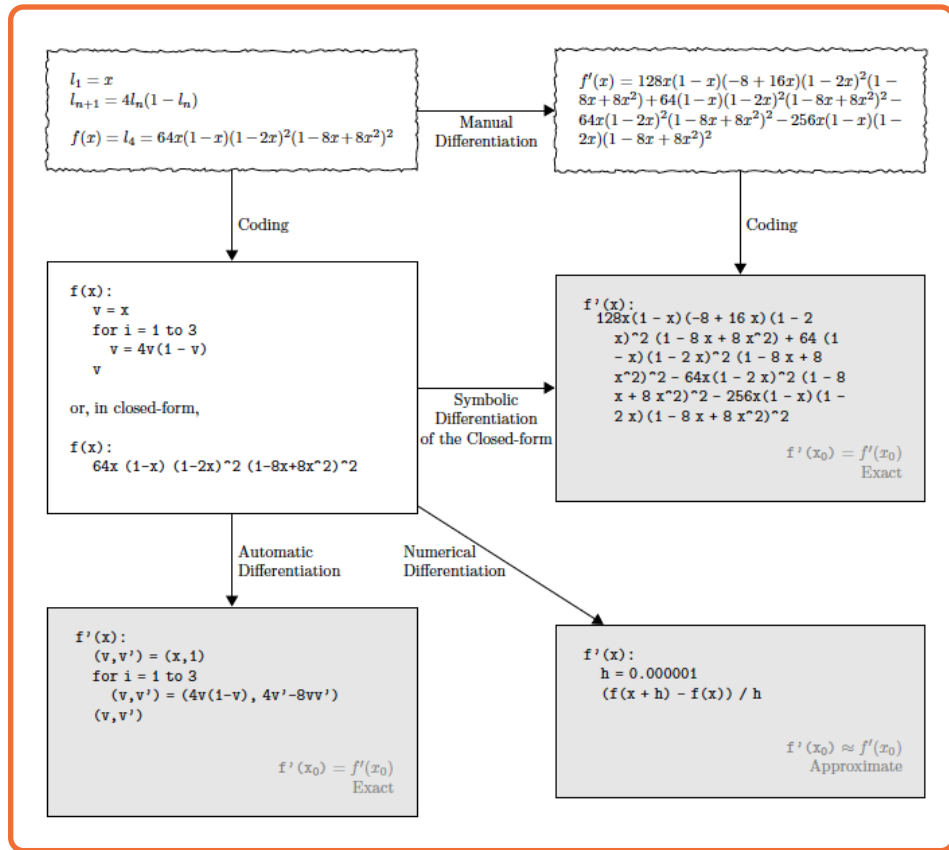 l₁ = x
lₙ₊₁ = 4lₙ(1 − lₙ)
f(x) = l₄ = 64x(1−x)(1−2x)²(1−8x+8x²)²
Manual
Differentiation
f′(x) = 128x(1 − x)(−8 + 16x)(1 − 2x)²(1 −
8x+8x²)+64(1−x)(1−2x)²(1−8x+8x²)²−
64x(1−2x)²(1−8x+8x²)²−256x(1−x)(1−
2x)(1 − 8x + 8x²)²
Coding
Coding
f(x):
v = x
for i = 1 to 3
v = 4v(1 - v)
v
or, in closed-form,
f(x):
64x (1-x) (1-2x)^2 (1-8x+8x^2)^2
Symbolic
Differentiation
of the Closed-form
f'(x):
128x(1 - x)(-8 + 16 x)(1 - 2
x)^2 (1 - 8 x + 8 x^2) + 64 (1
- x)(1 - 2 x)^2 (1 - 8 x + 8
x^2)^2 - 64x(1 - 2 x)^2 (1 - 8
x + 8 x^2)^2 - 256x(1 - x)(1 -
2 x)(1 - 8 x + 8 x^2)^2
f'(x₀) = f′(x₀)
Exact
Automatic
Differentiation
Numerical
Differentiation
f'(x):
(v,v') = (x,1)
for i = 1 to 3
(v,v') = (4v(1-v), 4v'-8vv')
(v,v')
f'(x₀) = f′(x₀)
Exact
f'(x):
h = 0.000001
(f(x + h) - f(x)) / h
f'(x₀) ≈ f′(x₀)
Approximate